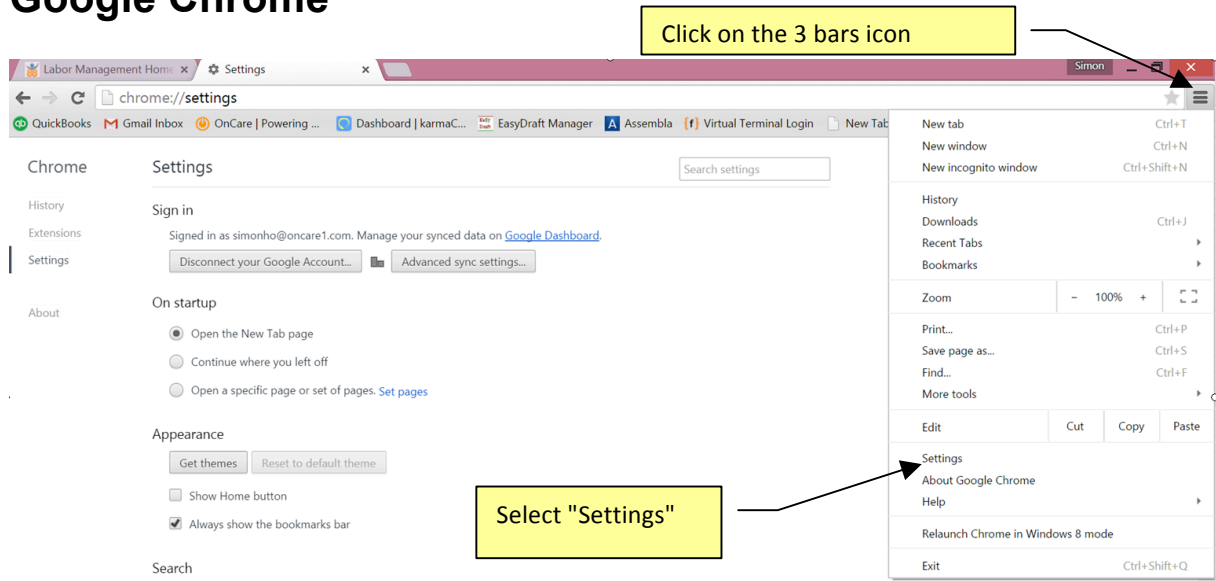 Google Chrome
Click on the 3 bars icon
Labor Management Home
Settings
Simon
chrome://settings
QuickBooks
Gmail Inbox
OnCare | Powering ...
Dashboard | karmaC...
EasyDraft Manager
Assembla
Virtual Terminal Login
New Tab
Chrome
History
Extensions
Settings
About
Settings
Search settings
Sign in
Signed in as simonho@oncare1.com. Manage your synced data on Google Dashboard.
Disconnect your Google Account...
Advanced sync settings...
On startup
Open the New Tab page
Continue where you left off
Open a specific page or set of pages. Set pages
Appearance
Get themes
Reset to default theme
Show Home button
Always show the bookmarks bar
Search
Select "Settings"
New tab Ctrl+T
New window Ctrl+N
New incognito window Ctrl+Shift+N
History
Downloads Ctrl+J
Recent Tabs
Bookmarks
Zoom - 100% +
Print... Ctrl+P
Save page as... Ctrl+S
Find... Ctrl+F
More tools
Edit Cut Copy Paste
Settings
About Google Chrome
Help
Relaunch Chrome in Windows 8 mode
Exit Ctrl+Shift+Q